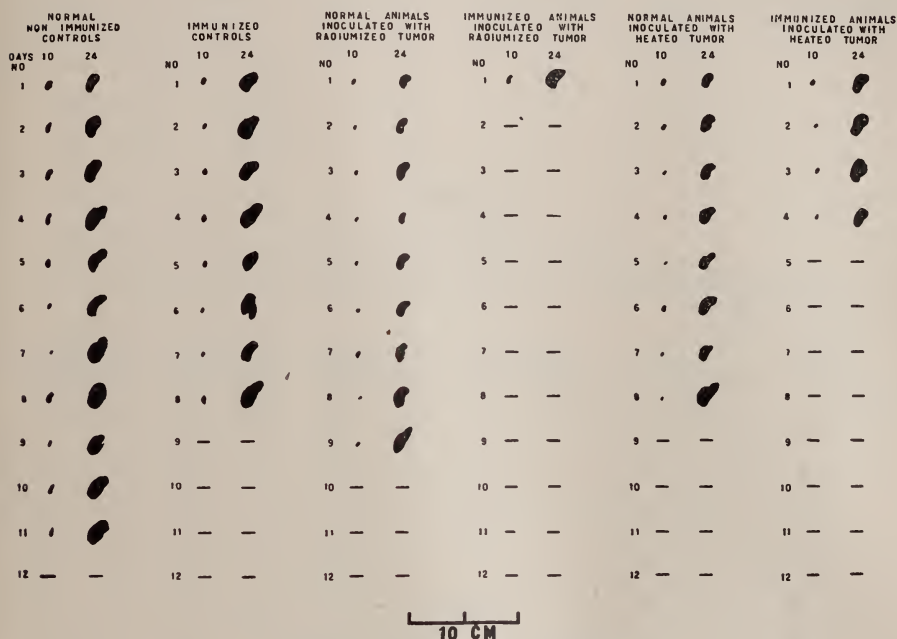 NORMAL
NON IMMUNIZED
CONTROLS
IMMUNIZED
CONTROLS
NORMAL ANIMALS
INOCULATED WITH
RADIUMIZED TUMOR
IMMUNIZED ANIMALS
INOCULATED WITH
RADIUMIZED TUMOR
NORMAL ANIMALS
INOCULATED WITH
HEATED TUMOR
IMMUNIZED ANIMALS
INOCULATED WITH
HEATED TUMOR
DAYS 10 24 10 24 10 24 10 24 10 24 10 24
NO NO NO NO NO NO
1 1 1 1 1 1
2 2 2 2 — — 2 2
3 3 3 3 — — 3 3
4 4 4 4 — — 4 4
5 5 5 5 — — 5 5 — —
6 6 6 6 — — 6 6 — —
7 7 7 7 — — 7 7 — —
8 8 8 8 — — 8 8 — —
9 9 — — 9 9 — — 9 — — 9 — —
10 10 — — 10 — — 10 — — 10 — — 10 — —
11 11 — — 11 — — 11 — — 11 — — 11 — —
12 — — 12 — — 12 — — 12 — — 12 — — 12 — —
10 CM